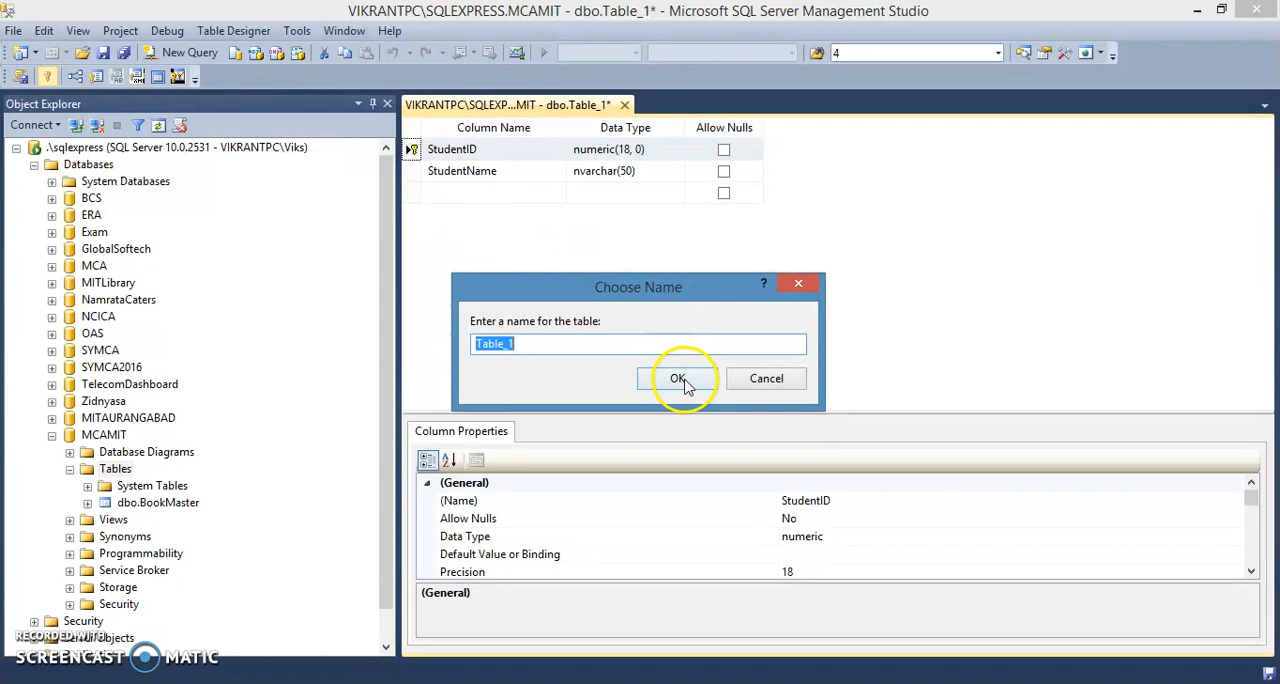 VIKRANTPC\SQLEXPRESS.MCAMIT - dbo.Table_1* - Microsoft SQL Server Management Studio
File Edit View Project Debug Table Designer Tools Window Help
New Query 4
Object Explorer
Connect
.\sqlexpress (SQL Server 10.0.2531 - VIKRANTPC\Viks)
Databases
System Databases
BCS
ERA
Exam
GlobalSoftech
MCA
MITLibrary
NamrataCaters
NCICA
OAS
SYMCA
SYMCA2016
TelecomDashboard
Zidnyasa
MITAURANGABAD
MCAMIT
Database Diagrams
Tables
System Tables
dbo.BookMaster
Views
Synonyms
Programmability
Service Broker
Storage
Security
Security
Server Objects
RECORDED WITH
SCREENCAST MATIC
VIKRANTPC\SQLEXP...MIT - dbo.Table_1*
Column Name Data Type Allow Nulls
StudentID numeric(18, 0)
StudentName nvarchar(50)
Choose Name
?
Enter a name for the table:
Table_1
OK Cancel
Column Properties
(General)
(Name) StudentID
Allow Nulls No
Data Type numeric
Default Value or Binding
Precision 18
(General)